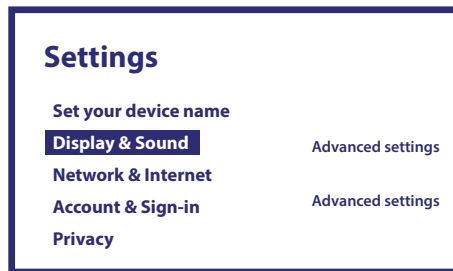 Settings
Set your device name
Display & Sound
Advanced settings
Network & Internet
Account & Sign-in
Advanced settings
Privacy